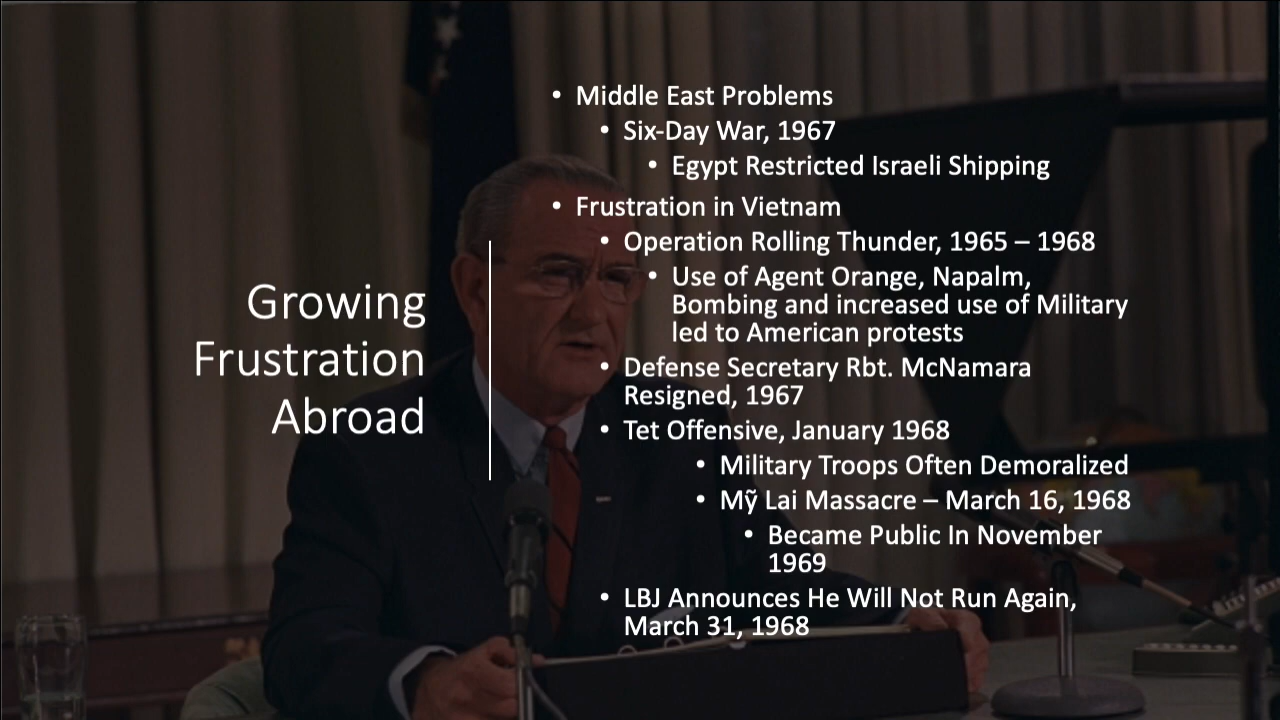 Growing
Frustration
Abroad
• Middle East Problems
• Six-Day War, 1967
• Egypt Restricted Israeli Shipping
• Frustration in Vietnam
• Operation Rolling Thunder, 1965 – 1968
• Use of Agent Orange, Napalm,
Bombing and increased use of Military
led to American protests
• Defense Secretary Rbt. McNamara
Resigned, 1967
• Tet Offensive, January 1968
• Military Troops Often Demoralized
• Mỹ Lai Massacre – March 16, 1968
• Became Public In November
1969
• LBJ Announces He Will Not Run Again,
March 31, 1968